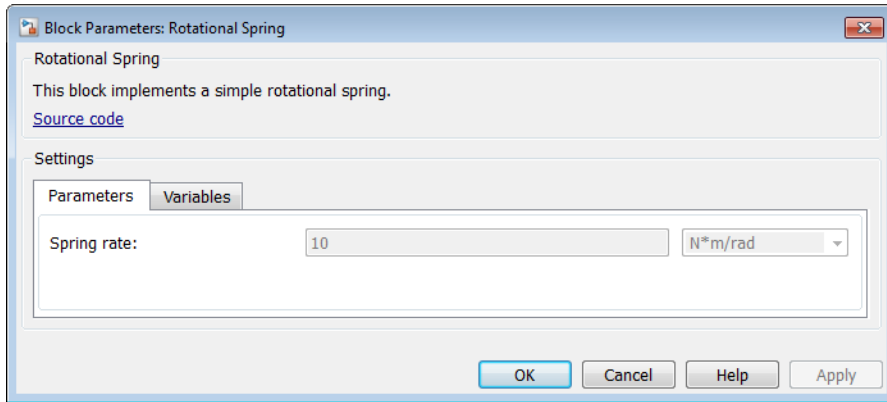 Block Parameters: Rotational Spring
Rotational Spring
This block implements a simple rotational spring.
Source code
Settings
Parameters Variables
Spring rate: 10 N*m/rad
OK Cancel Help Apply